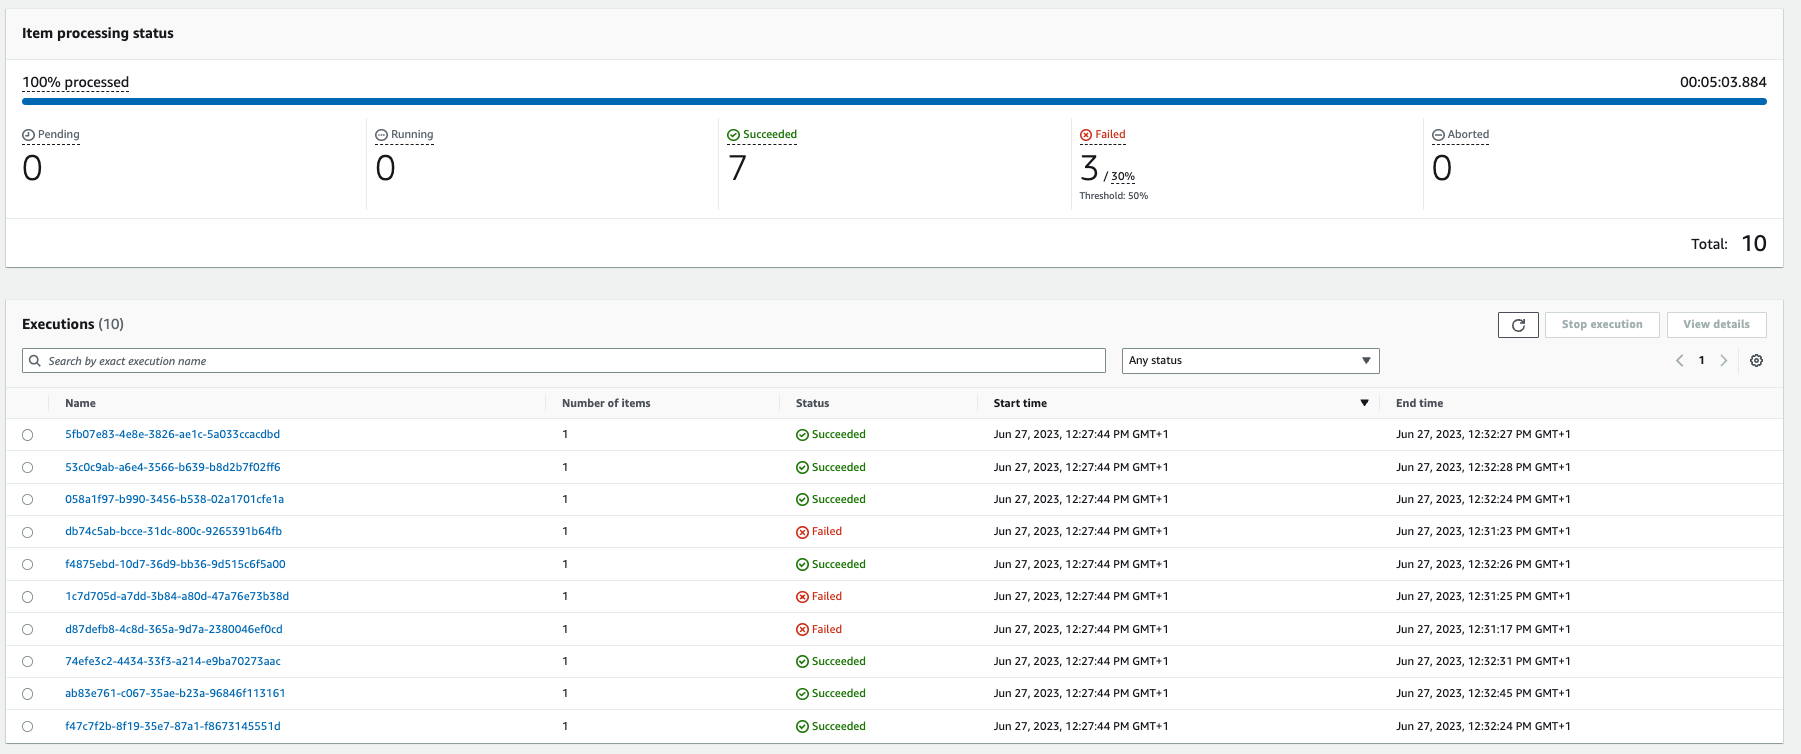 Item processing status
100% processed 00:05:03.884
Pending Running Succeeded Failed Aborted
0 0 7 3 / 30% 0
Threshold: 50%
Total: 10
Executions (10) Stop execution View details
Search by exact execution name Any status 1
Name Number of items Status Start time End time
5fb07e83-4e8e-3826-ae1c-5a033ccacdbd 1 Succeeded Jun 27, 2023, 12:27:44 PM GMT+1 Jun 27, 2023, 12:32:27 PM GMT+1
53c0c9ab-a6e4-3566-b639-b8d2b7f02ff6 1 Succeeded Jun 27, 2023, 12:27:44 PM GMT+1 Jun 27, 2023, 12:32:28 PM GMT+1
058a1f97-b990-3456-b538-02a1701cfe1a 1 Succeeded Jun 27, 2023, 12:27:44 PM GMT+1 Jun 27, 2023, 12:32:24 PM GMT+1
db74c5ab-bcce-31dc-800c-9265391b64fb 1 Failed Jun 27, 2023, 12:27:44 PM GMT+1 Jun 27, 2023, 12:31:23 PM GMT+1
f4875ebd-10d7-36d9-bb36-9d515c6f5a00 1 Succeeded Jun 27, 2023, 12:27:44 PM GMT+1 Jun 27, 2023, 12:32:26 PM GMT+1
1c7d705d-a7dd-3b84-a80d-47a76e73b38d 1 Failed Jun 27, 2023, 12:27:44 PM GMT+1 Jun 27, 2023, 12:31:25 PM GMT+1
d87defb8-4c8d-365a-9d7a-2380046ef0cd 1 Failed Jun 27, 2023, 12:27:44 PM GMT+1 Jun 27, 2023, 12:31:17 PM GMT+1
74efe3c2-4434-33f3-a214-e9ba70273aac 1 Succeeded Jun 27, 2023, 12:27:44 PM GMT+1 Jun 27, 2023, 12:32:31 PM GMT+1
ab83e761-c067-35ae-b23a-96846f113161 1 Succeeded Jun 27, 2023, 12:27:44 PM GMT+1 Jun 27, 2023, 12:32:45 PM GMT+1
f47c7f2b-8f19-35e7-87a1-f8673145551d 1 Succeeded Jun 27, 2023, 12:27:44 PM GMT+1 Jun 27, 2023, 12:32:24 PM GMT+1